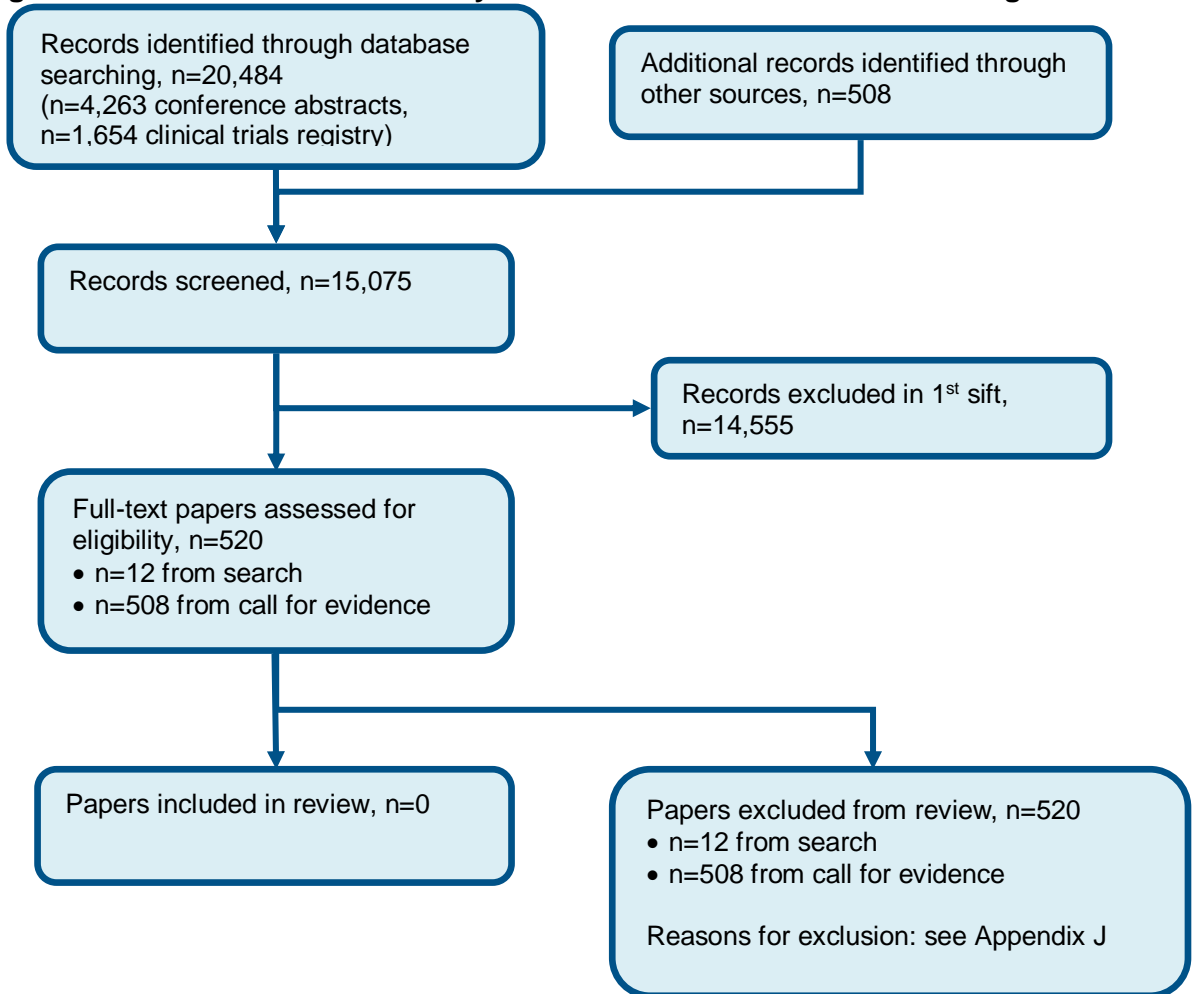 Records identified through database
searching, n=20,484
(n=4,263 conference abstracts,
n=1,654 clinical trials registry)
Additional records identified through
other sources, n=508
Records screened, n=15,075
Records excluded in 1st sift,
n=14,555
Full-text papers assessed for
eligibility, n=520
• n=12 from search
• n=508 from call for evidence
Papers included in review, n=0
Papers excluded from review, n=520
• n=12 from search
• n=508 from call for evidence
Reasons for exclusion: see Appendix J